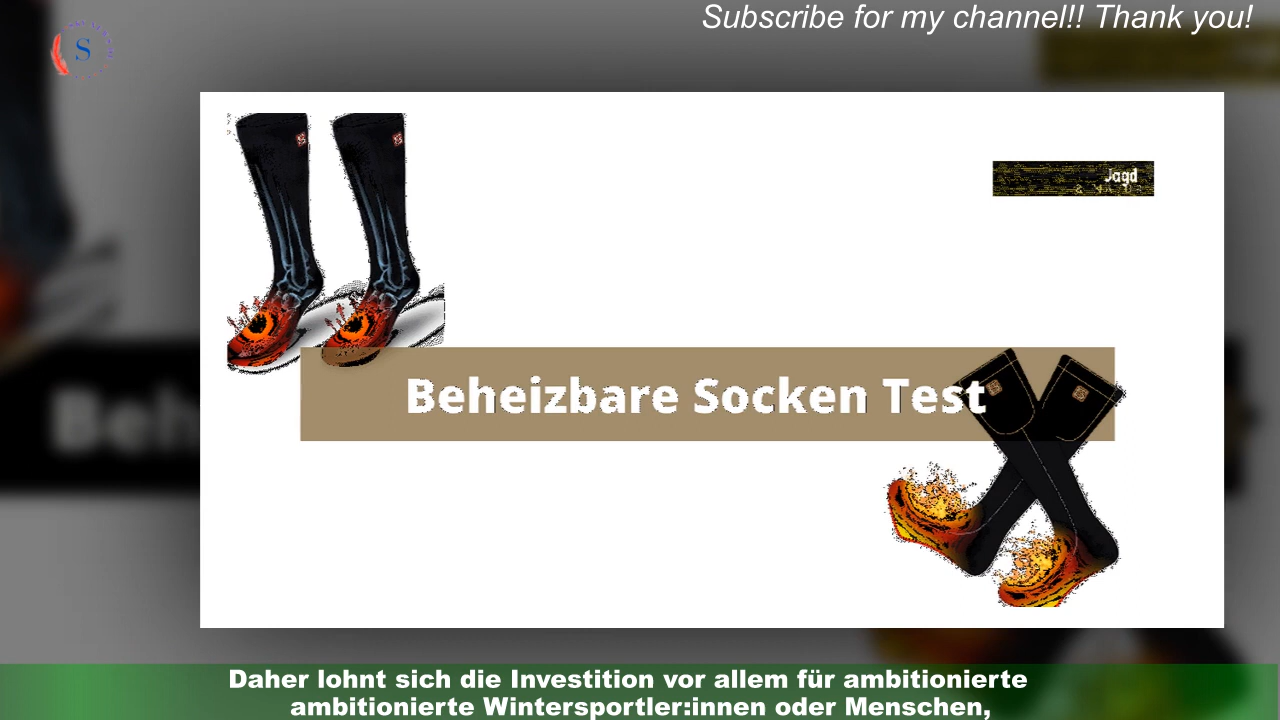 Subscribe for my channel!! Thank you!
S
Jagd
Beheizbare Socken Test
Daher lohnt sich die Investition vor allem für ambitionierte
ambitionierte Wintersportler:innen oder Menschen,